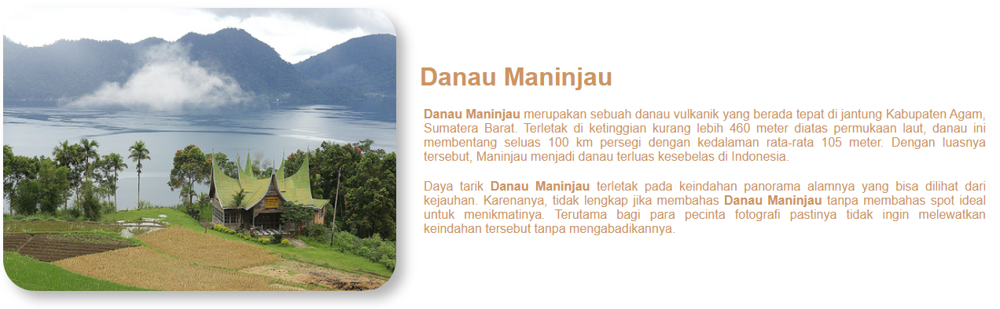 Danau Maninjau
Danau Maninjau merupakan sebuah danau vulkanik yang berada tepat di jantung Kabupaten Agam,
Sumatera Barat. Terletak di ketinggian kurang lebih 460 meter diatas permukaan laut, danau ini
membentang seluas 100 km persegi dengan kedalaman rata-rata 105 meter. Dengan luasnya
tersebut, Maninjau menjadi danau terluas kesebelas di Indonesia.
Daya tarik Danau Maninjau terletak pada keindahan panorama alamnya yang bisa dilihat dari
kejauhan. Karenanya, tidak lengkap jika membahas Danau Maninjau tanpa membahas spot ideal
untuk menikmatinya. Terutama bagi para pecinta fotografi pastinya tidak ingin melewatkan
keindahan tersebut tanpa mengabadikannya.